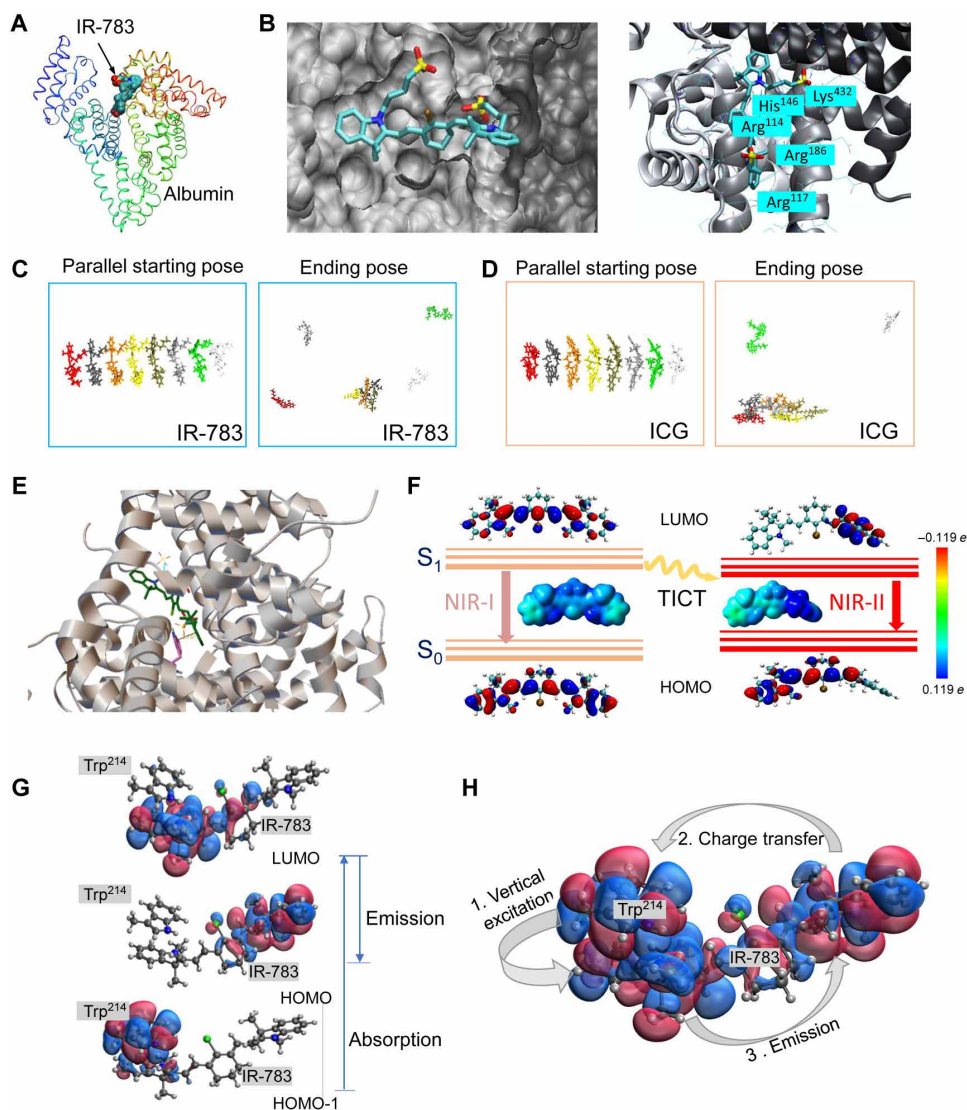 A
IR-783
Albumin
B
His¹⁴⁶
Lys⁴³²
Arg¹¹⁴
Arg¹⁸⁶
Arg¹¹⁷
C
Parallel starting pose
Ending pose
IR-783
IR-783
D
Parallel starting pose
Ending pose
ICG
ICG
E
F
LUMO
S₁
NIR-I
TICT
NIR-II
S₀
HOMO
–0.119 e
0.119 e
G
Trp²¹⁴
IR-783
LUMO
Trp²¹⁴
Emission
IR-783
HOMO
Trp²¹⁴
Absorption
IR-783
HOMO-1
H
2. Charge transfer
1. Vertical
excitation
Trp²¹⁴
IR-783
3 . Emission